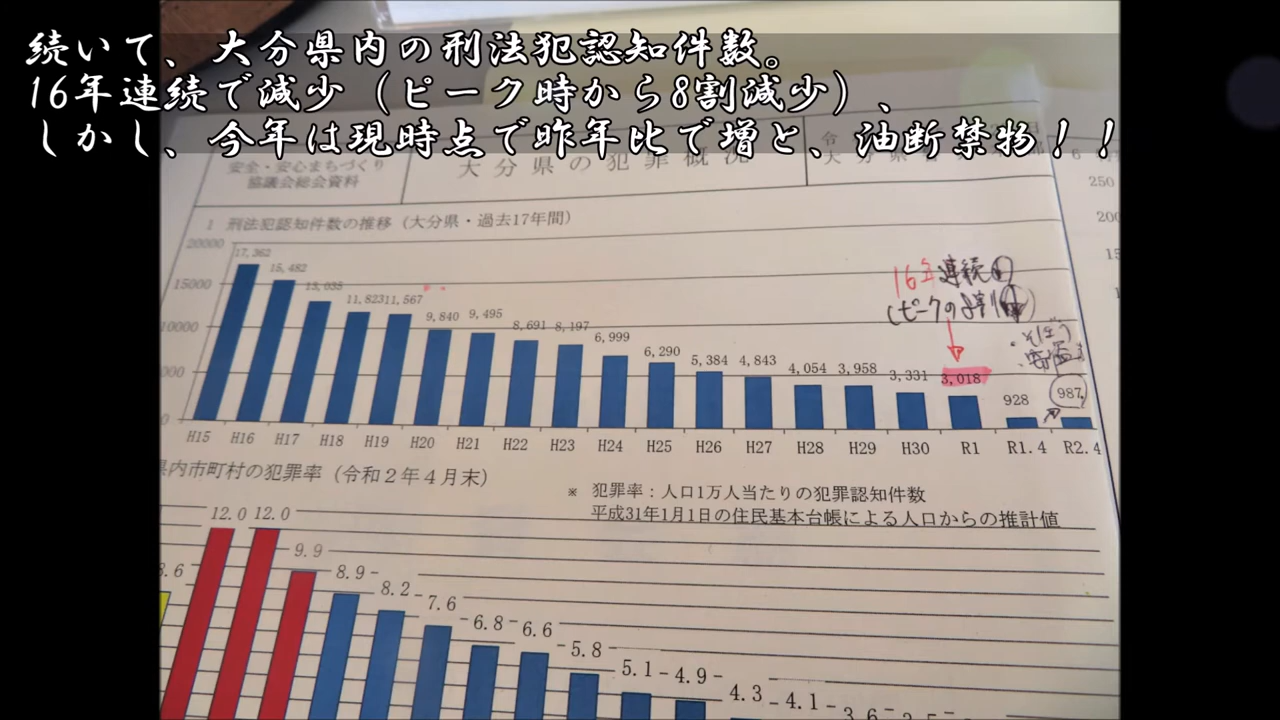 続いて、大分県内の刑法犯認知件数。
16年連続で減少（ピーク時から8割減少）、
しかし、今年は現時点で昨年比で増と、油断禁物！！
安全・安心まちづくり
協議会総会資料
大分県の犯罪概況
令
大分県
1 刑法犯認知件数の推移（大分県・過去17年間）
20000
15000
10000
17,362
15,482
13,035
11,823
11,567
9,840
9,495
8,691
8,197
6,999
6,290
5,384
4,843
4,054
3,958
3,331
3,018
928
987
16年連続
(ピークの8割
H15 H16 H17 H18 H19 H20 H21 H22 H23 H24 H25 H26 H27 H28 H29 H30 R1 R1.4 R2.4
250
県内市町村の犯罪率（令和２年４月末）
※ 犯罪率：人口1万人当たりの犯罪認知件数
平成31年1月1日の住民基本台帳による人口からの推計値
12.0
12.0
9.9
8.9
8.2
7.6
6.8
6.6
5.8
5.1
4.9
4.3
4.1
3.6